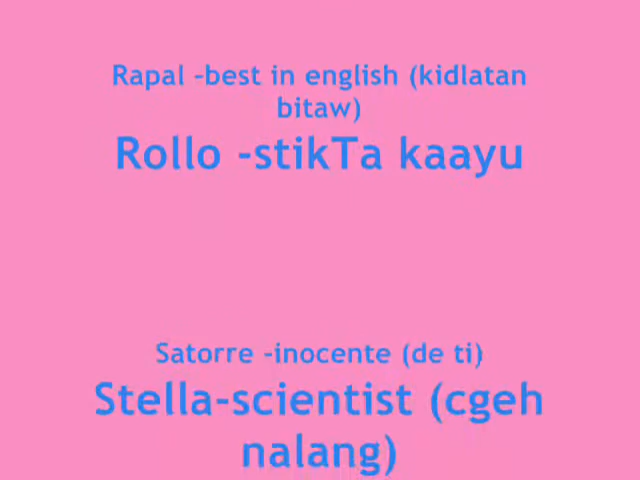 Rapal -best in english (kidlatan
bitaw)
Rollo -stikTa kaayu
Satorre -inocente (de ti)
Stella-scientist (cgeh
nalang)